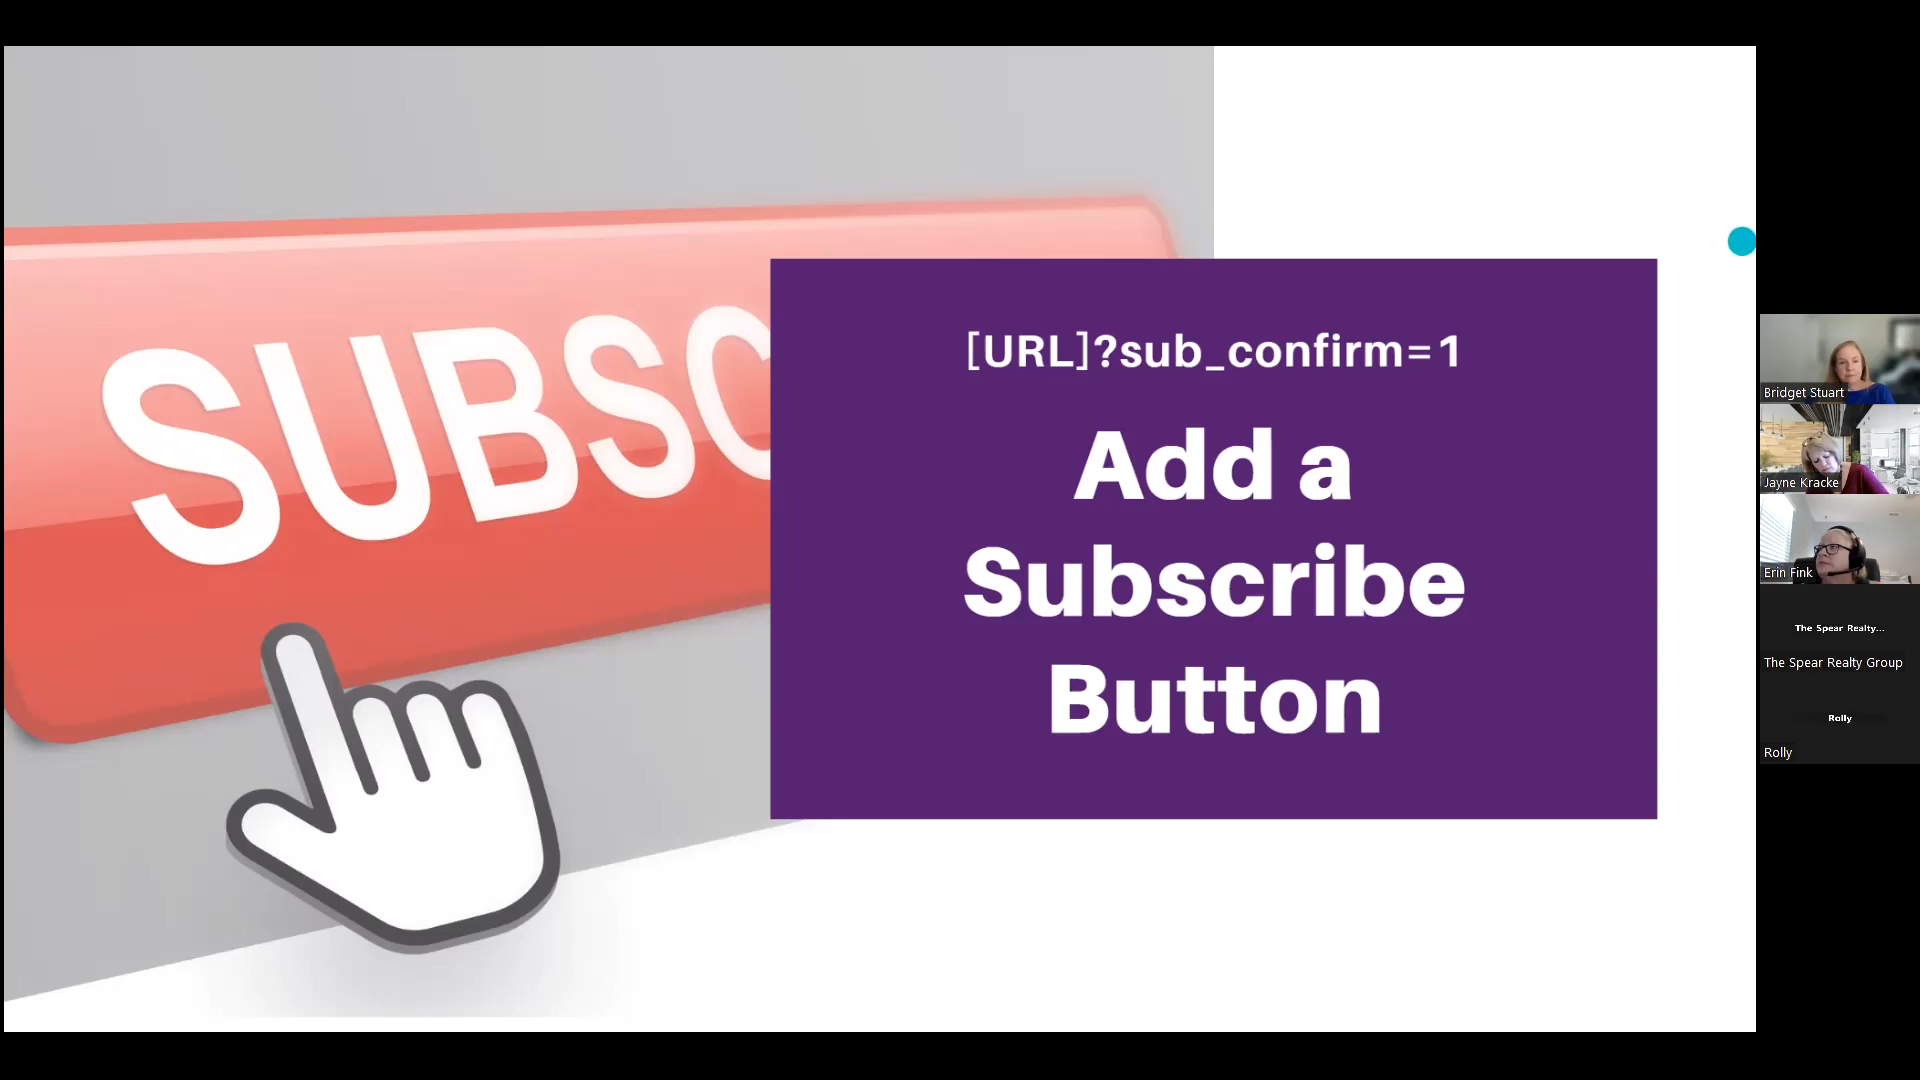 SUBSC
[URL]?sub_confirm=1
Add a
Subscribe
Button
Bridget Stuart
Jayne Kracke
Erin Fink
The Spear Realty...
The Spear Realty Group
Rolly
Rolly